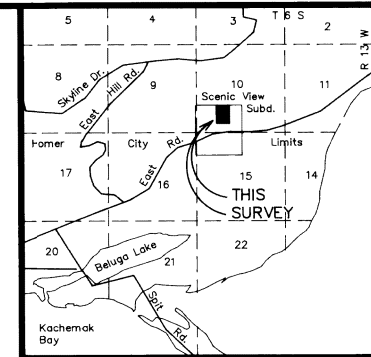 5 4 3 T 6 S 2
R 13 W
8 Skyline Dr. East Hill Rd. 9 10 11
Scenic View
Subd.
Homer City East Rd. Limits
17 16 15 14
THIS
SURVEY
20 Beluga Lake 21 22
Spit Rd.
Kachemak
Bay